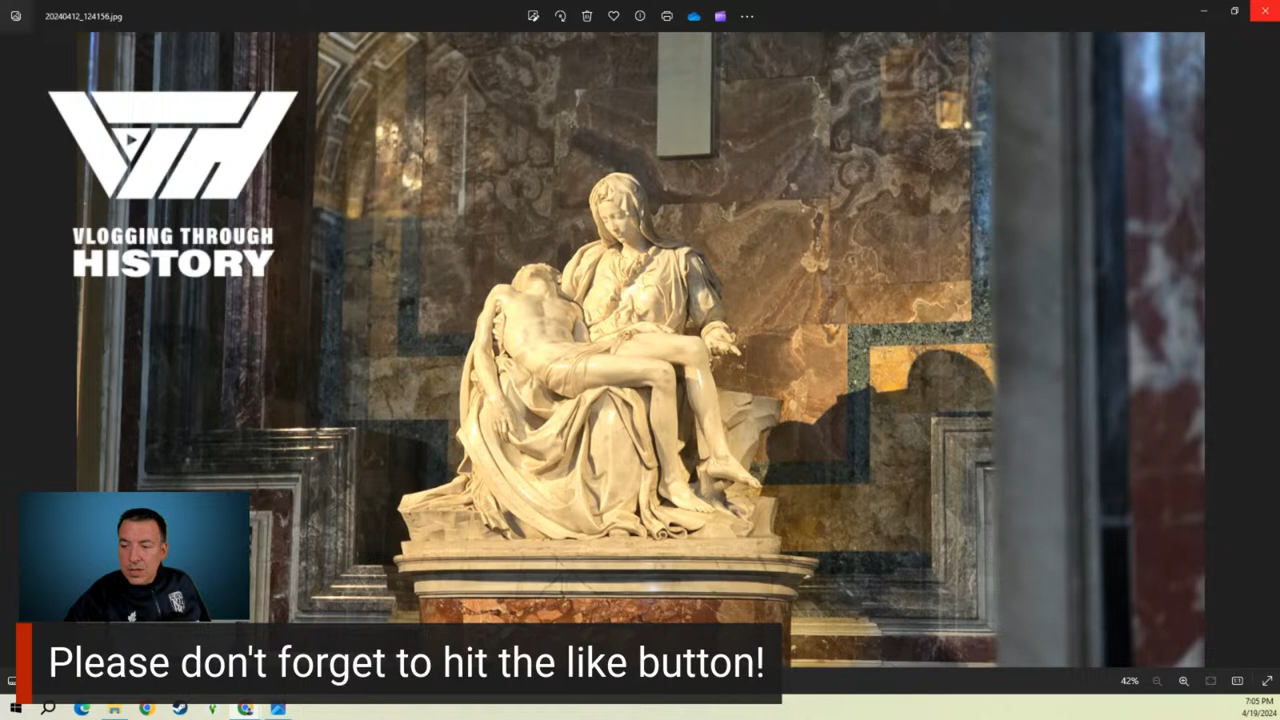 20240412_124156.jpg
VTH
VLOGGING THROUGH
HISTORY
Please don't forget to hit the like button!
42%
7:05 PM
4/19/2024